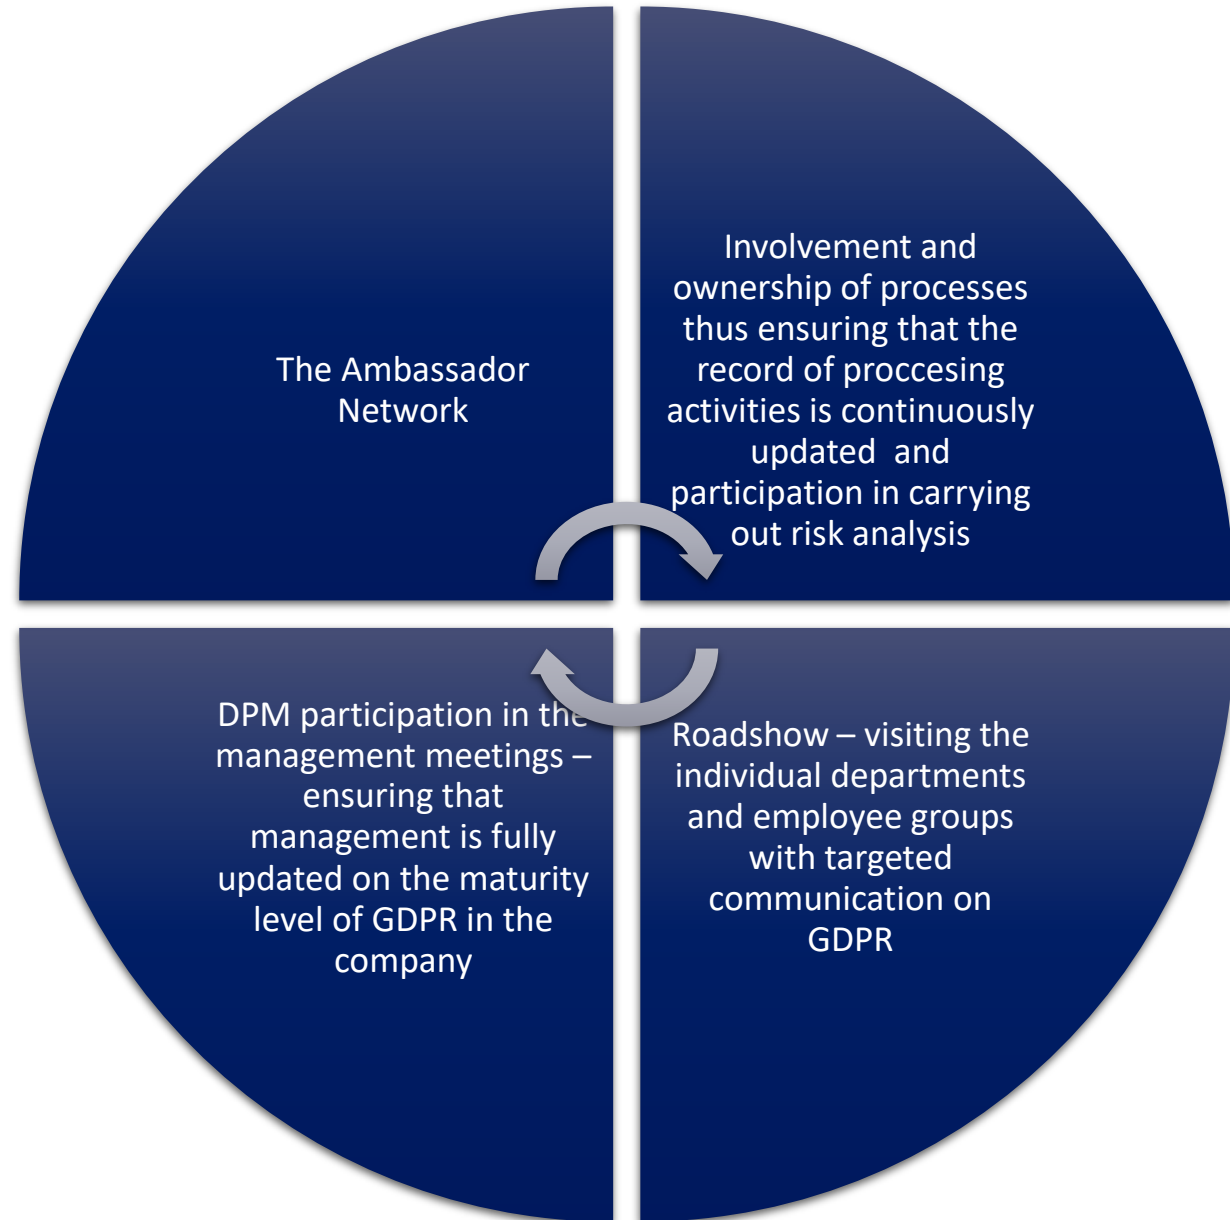 The Ambassador
Network
Involvement and
ownership of processes
thus ensuring that the
record of proccesing
activities is continuously
updated  and
participation in carrying
out risk analysis
DPM participation in the
management meetings –
ensuring that
management is fully
updated on the maturity
level of GDPR in the
company
Roadshow – visiting the
individual departments
and employee groups
with targeted
communication on
GDPR